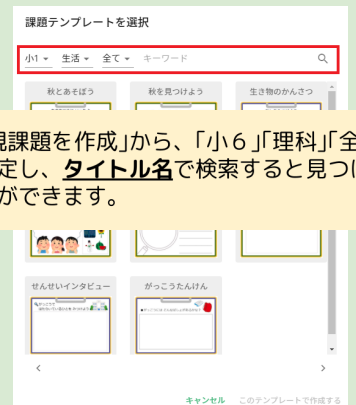 課題テンプレートを選択
小1 生活 全て キーワード
秋とあそぼう 秋を見つけよう 生き物のかんさつ
規課題を作成」から、「小６」「理科」「全
定し、タイトル名で検索すると見つけ
ができます。
せんせいインタビュー がっこうたんけん
キャンセル このテンプレートで作成する